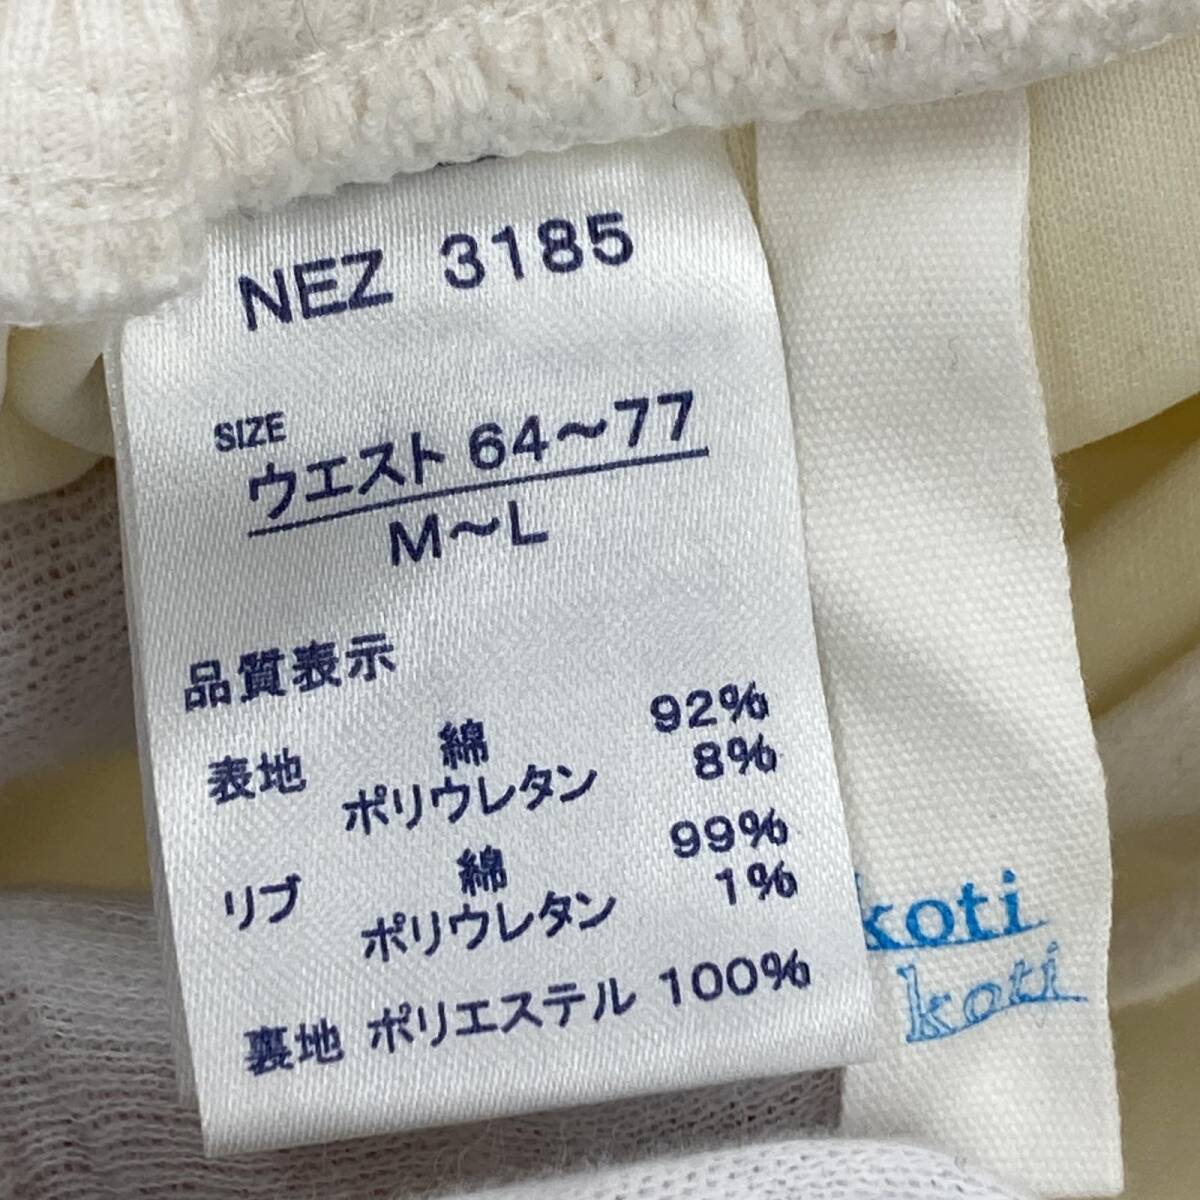 NEZ 3185
SIZE
ウエスト 64〜77
M〜L
品質表示
表地 綿 92%
ポリウレタン 8%
リブ 綿 99%
ポリウレタン 1%
裏地 ポリエステル 100%
koti
koti